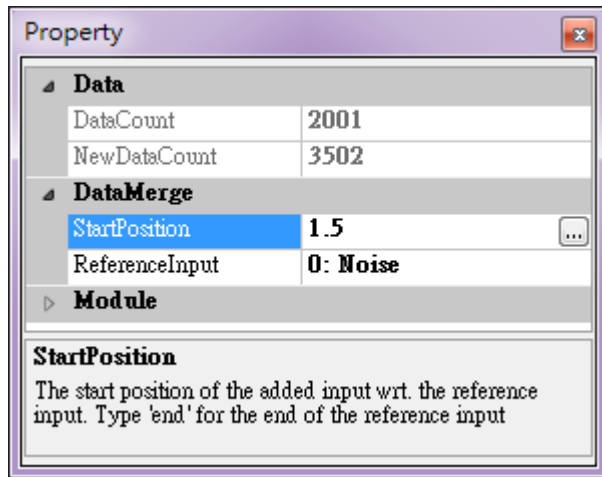 Property
Data
DataCount 2001
NewDataCount 3502
DataMerge
StartPosition 1.5 ...
ReferenceInput 0: Noise
Module
StartPosition
The start position of the added input wrt. the reference
input. Type 'end' for the end of the reference input